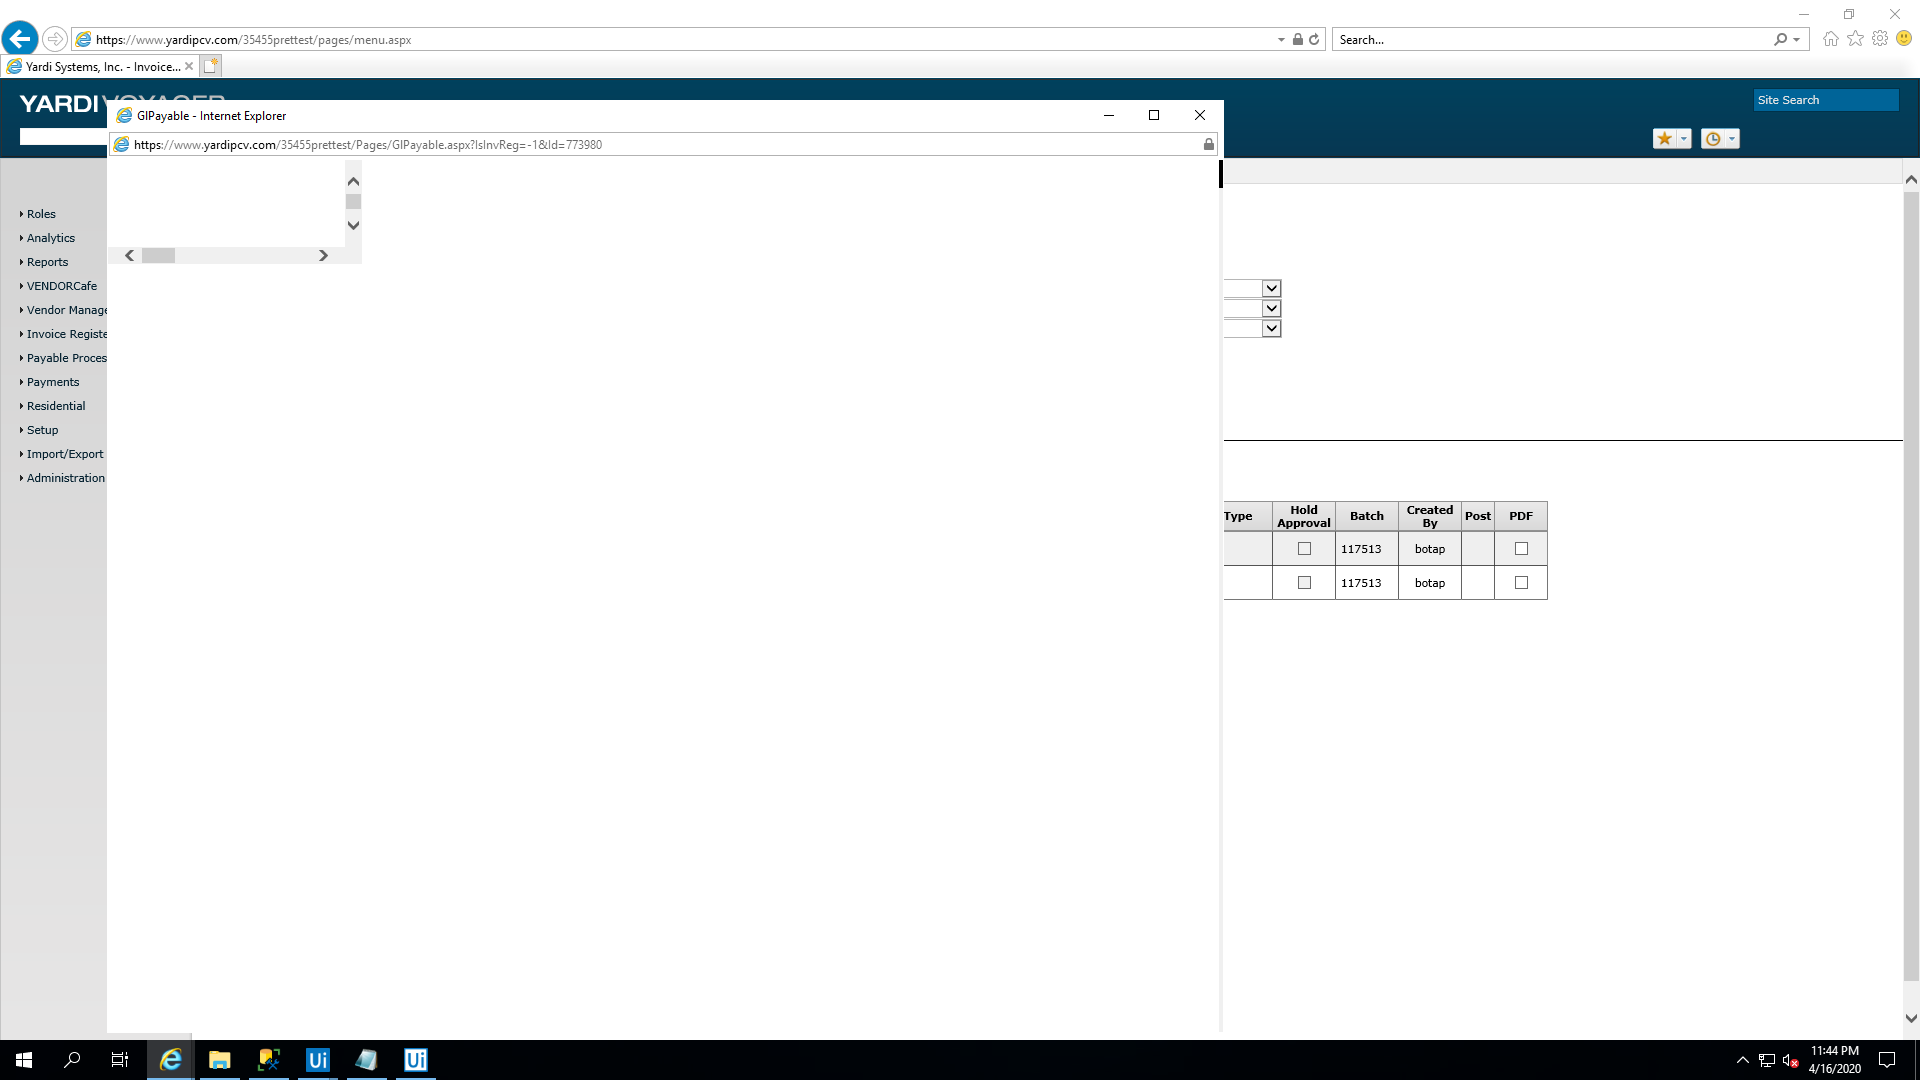 https://www.yardipcv.com/35455prettest/pages/menu.aspx
Search...
Yardi Systems, Inc. - Invoice...
YARDI VOYAGER
Site Search
GlPayable - Internet Explorer
https://www.yardipcv.com/35455prettest/Pages/GlPayable.aspx?IsInvReg=-1&Id=773980
Roles
Analytics
Reports
VENDORCafe
Vendor Manage
Invoice Registe
Payable Proces
Payments
Residential
Setup
Import/Export
Administration
Type Hold Approval Batch Created By Post PDF
117513 botap
117513 botap
Ui
Ui
11:44 PM
4/16/2020